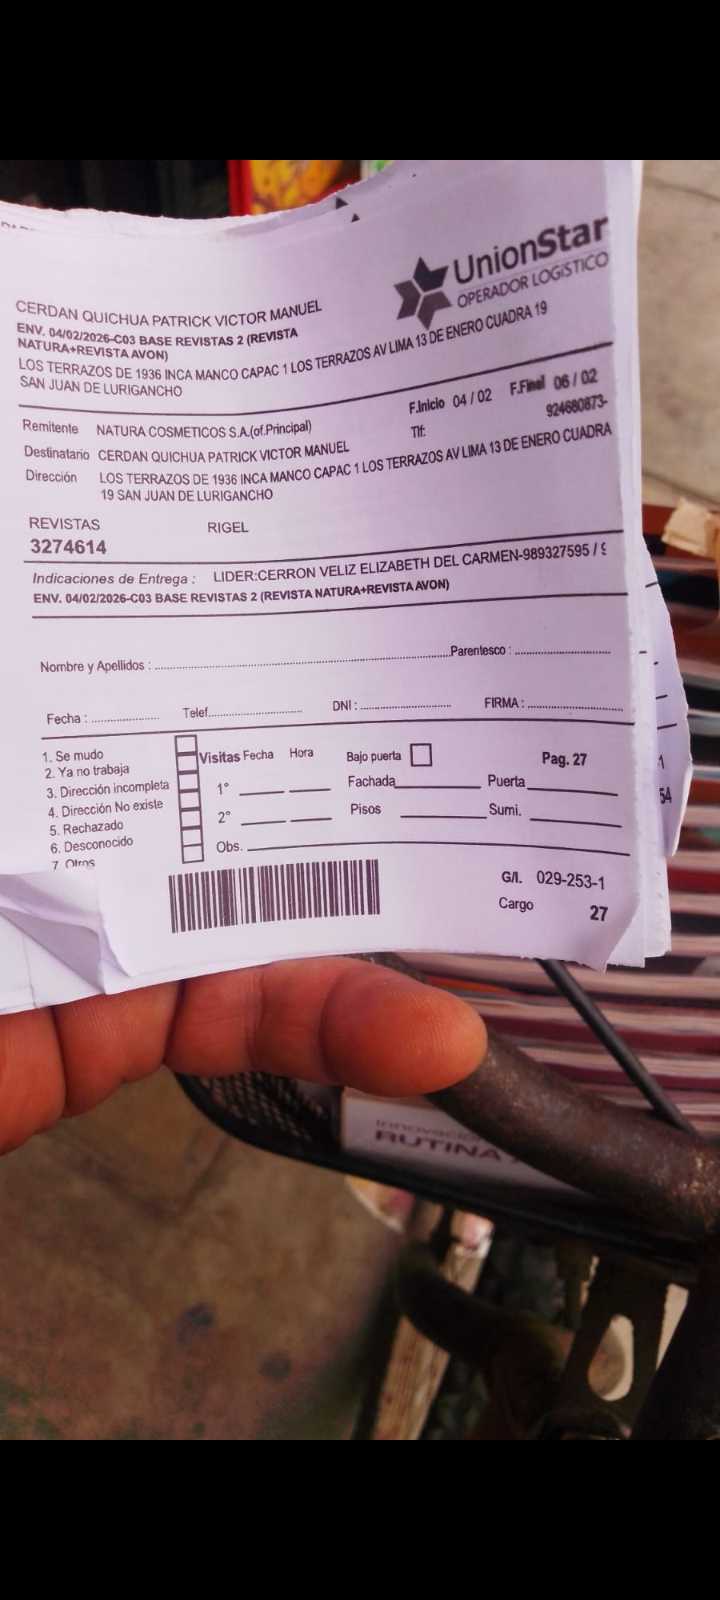 UnionStar
OPERADOR LOGíSTICO
CERDAN QUICHUA PATRICK VICTOR MANUEL
ENV. 04/02/2026-C03 BASE REVISTAS 2 (REVISTA
NATURA+REVISTA AVON)
LOS TERRAZOS DE 1936 INCA MANCO CAPAC 1 LOS TERRAZOS AV LIMA 13 DE ENERO CUADRA 19
SAN JUAN DE LURIGANCHO
F.Inicio 04 / 02 F.Final 06 / 02
Remitente NATURA COSMETICOS S.A.(of.Principal) Tlf: 924680873-
Destinatario CERDAN QUICHUA PATRICK VICTOR MANUEL
Dirección LOS TERRAZOS DE 1936 INCA MANCO CAPAC 1 LOS TERRAZOS AV LIMA 13 DE ENERO CUADRA
19 SAN JUAN DE LURIGANCHO
REVISTAS RIGEL
3274614
Indicaciones de Entrega : LIDER:CERRON VELIZ ELIZABETH DEL CARMEN-989327595 /
ENV. 04/02/2026-C03 BASE REVISTAS 2 (REVISTA NATURA+REVISTA AVON)
Nombre y Apellidos : Parentesco :
Fecha : Telef. DNI : FIRMA :
1. Se mudo
2. Ya no trabaja
3. Dirección incompleta
4. Dirección No existe
5. Rechazado
6. Desconocido
7 Otros
Visitas Fecha Hora Bajo puerta Pag. 27
1° Fachada Puerta
2° Pisos Sumi.
Obs.
G/I. 029-253-1
Cargo 27
1
54
RUTINA